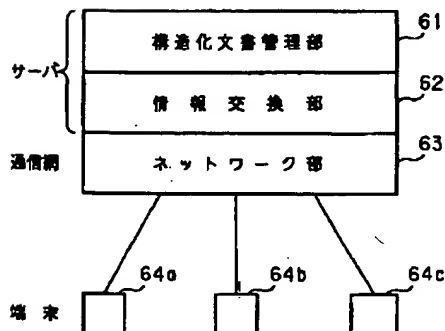 構造化文書管理部 61
サーバ
情報交換部 62
通信網 ネットワーク部 63
64a 64b 64c
端末